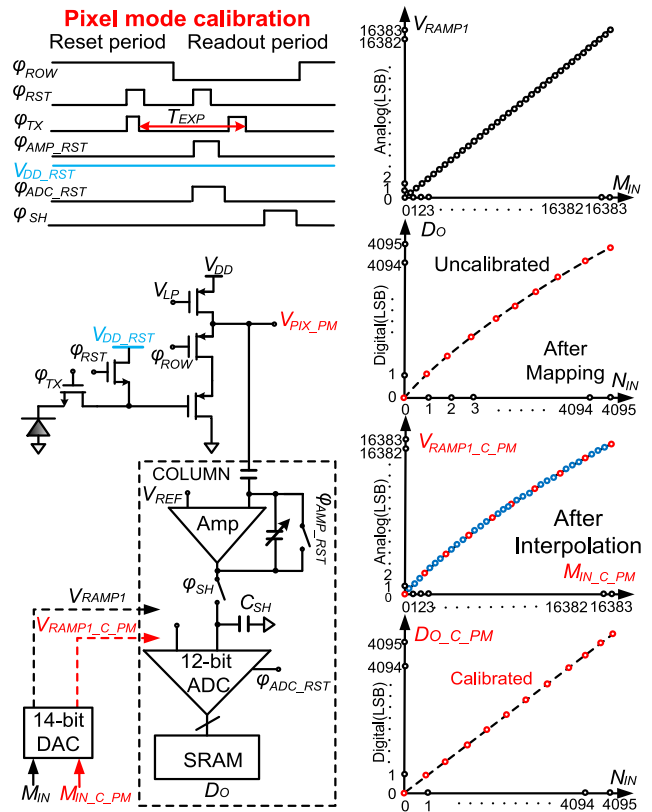 Pixel mode calibration
Reset period Readout period
φROW
φRST
φTX
TEXP
φAMP_RST
VDD_RST
φADC_RST
φSH
VDD
VLP
VPIX_PM
VDD_RST
φRST
φROW
φTX
COLUMN
VREF
Amp
φAMP_RST
φSH
CSH
VRAMP1
VRAMP1_C_PM
12-bit
ADC
φADC_RST
14-bit
DAC
SRAM
MIN
MIN_C_PM
DO
VRAMP1
16383
16382
Analog(LSB)
2
1
0
MIN
0123 . . . . . . . . . 16382 16383
DO
4095
4094
Uncalibrated
Digital(LSB)
After
Mapping
1
0
NIN
0 1 2 3 . . . . . . 4094 4095
VRAMP1_C_PM
16383
16382
Analog(LSB)
After
Interpolation
2
1
0
MIN_C_PM
0123 . . . . . . . . . 16382 16383
DO_C_PM
4095
4094
Calibrated
Digital(LSB)
1
0
NIN
0 1 . . . . . . . . 4094 4095